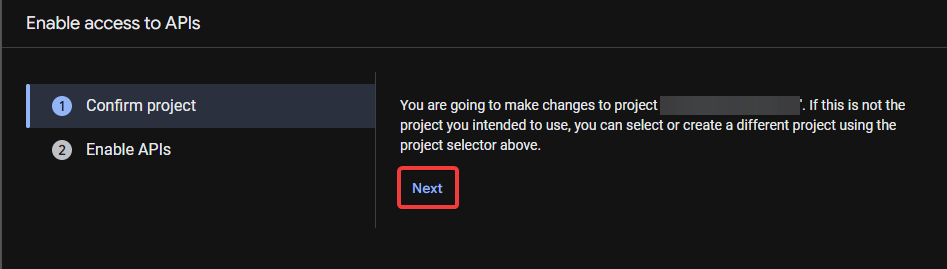 Enable access to APIs
1 Confirm project
2 Enable APIs
You are going to make changes to project '. If this is not the
project you intended to use, you can select or create a different project using the
project selector above.
Next